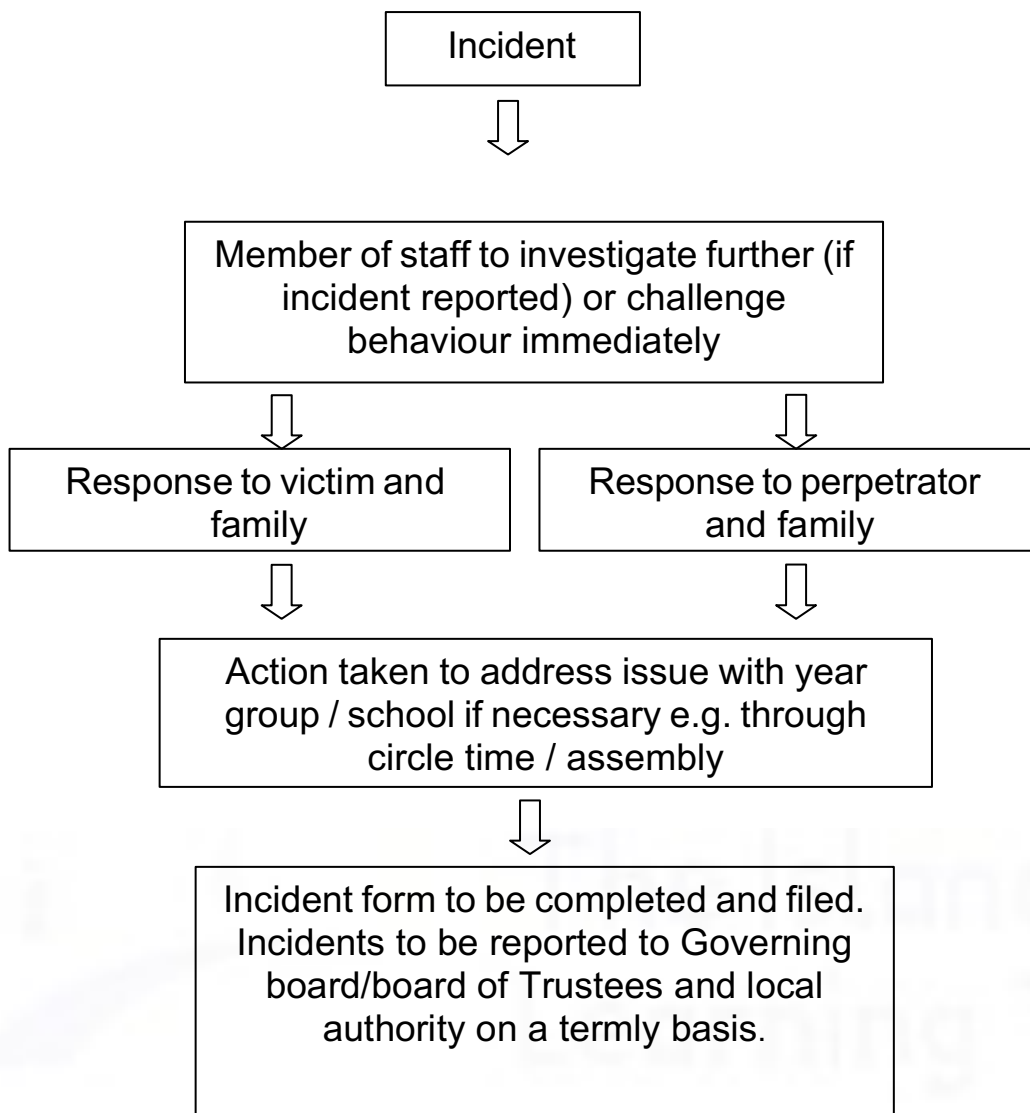 Incident
Member of staff to investigate further (if
incident reported) or challenge
behaviour immediately
Response to victim and
family
Response to perpetrator
and family
Action taken to address issue with year
group / school if necessary e.g. through
circle time / assembly
Incident form to be completed and filed.
Incidents to be reported to Governing
board/board of Trustees and local
authority on a termly basis.
Learning